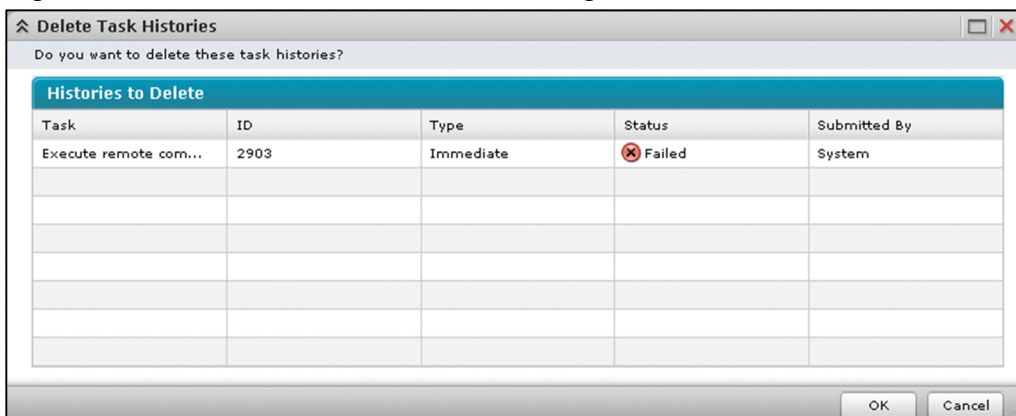 Delete Task Histories
Do you want to delete these task histories?
Histories to Delete
Task ID Type Status Submitted By
Execute remote com... 2903 Immediate Failed System
OK Cancel